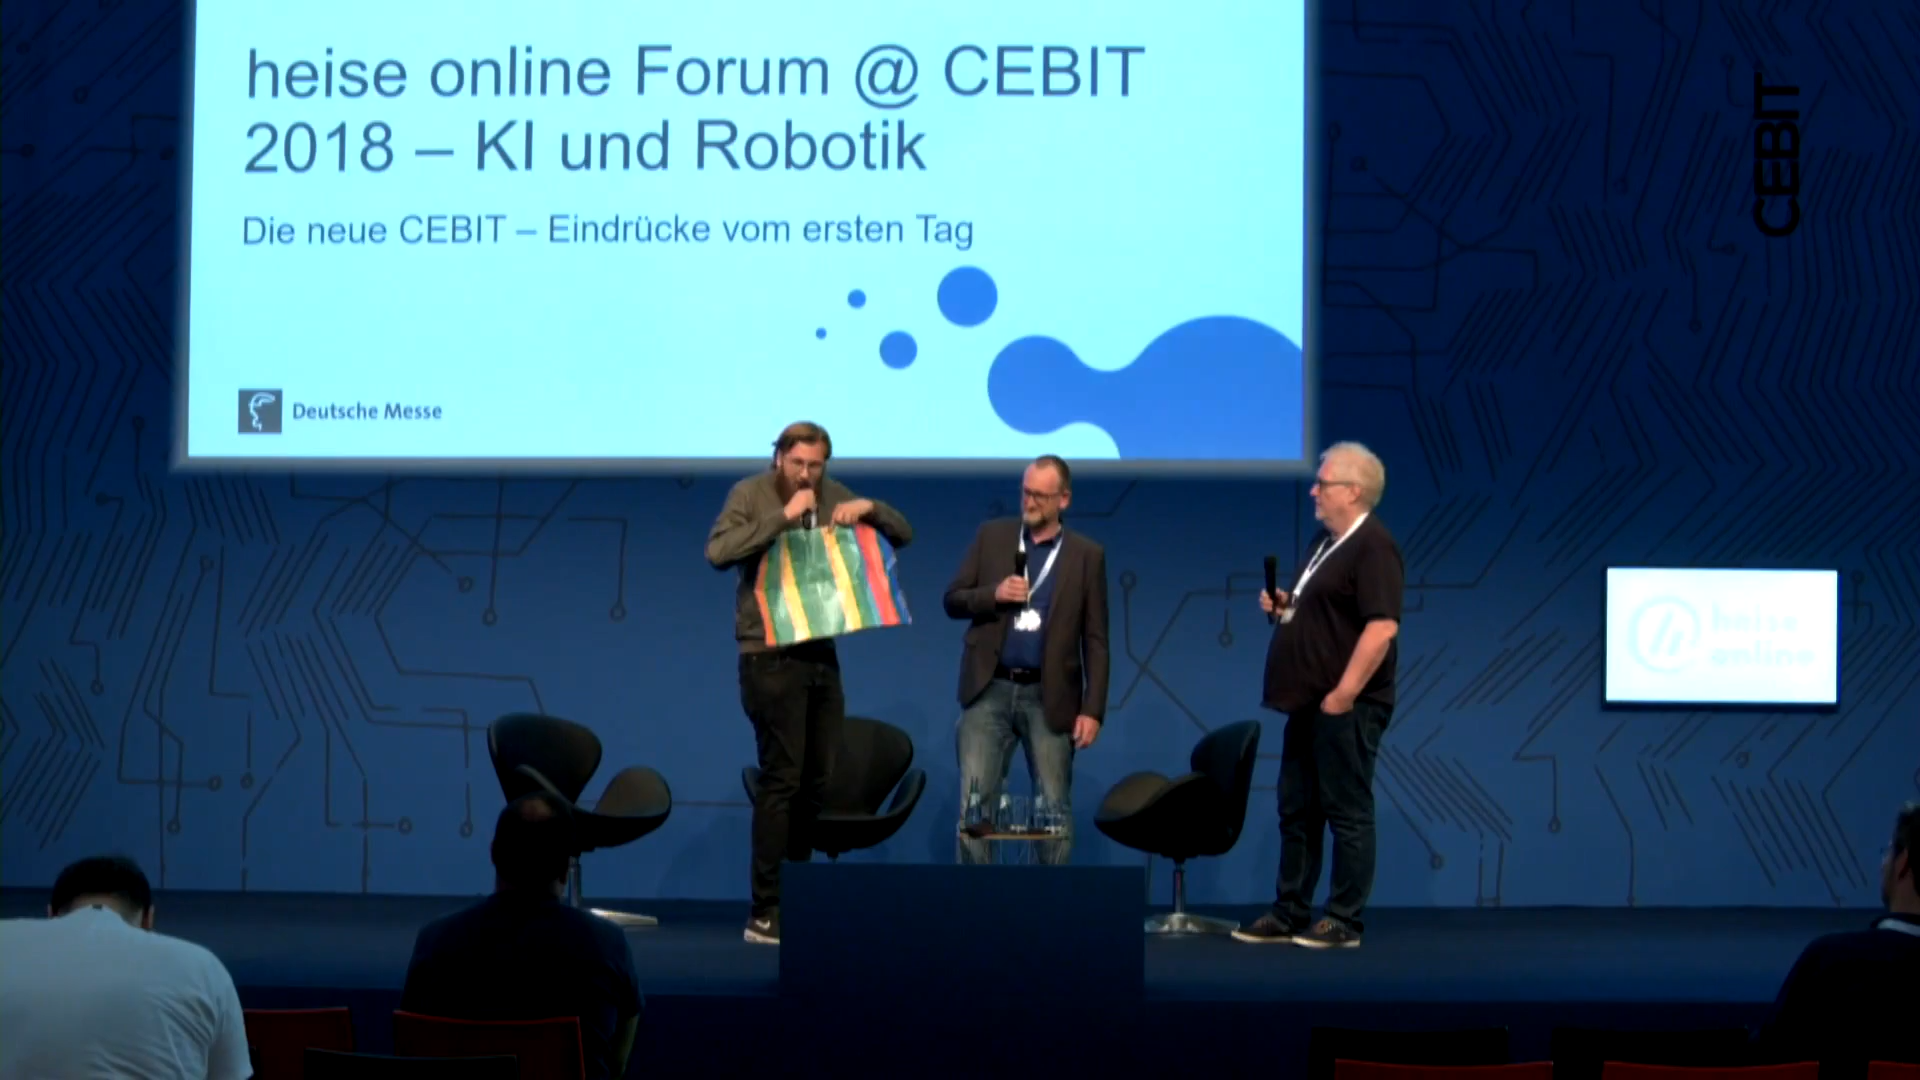 heise online Forum @ CEBIT
2018 – KI und Robotik
Die neue CEBIT – Eindrücke vom ersten Tag
Deutsche Messe
CEBIT
heise
online